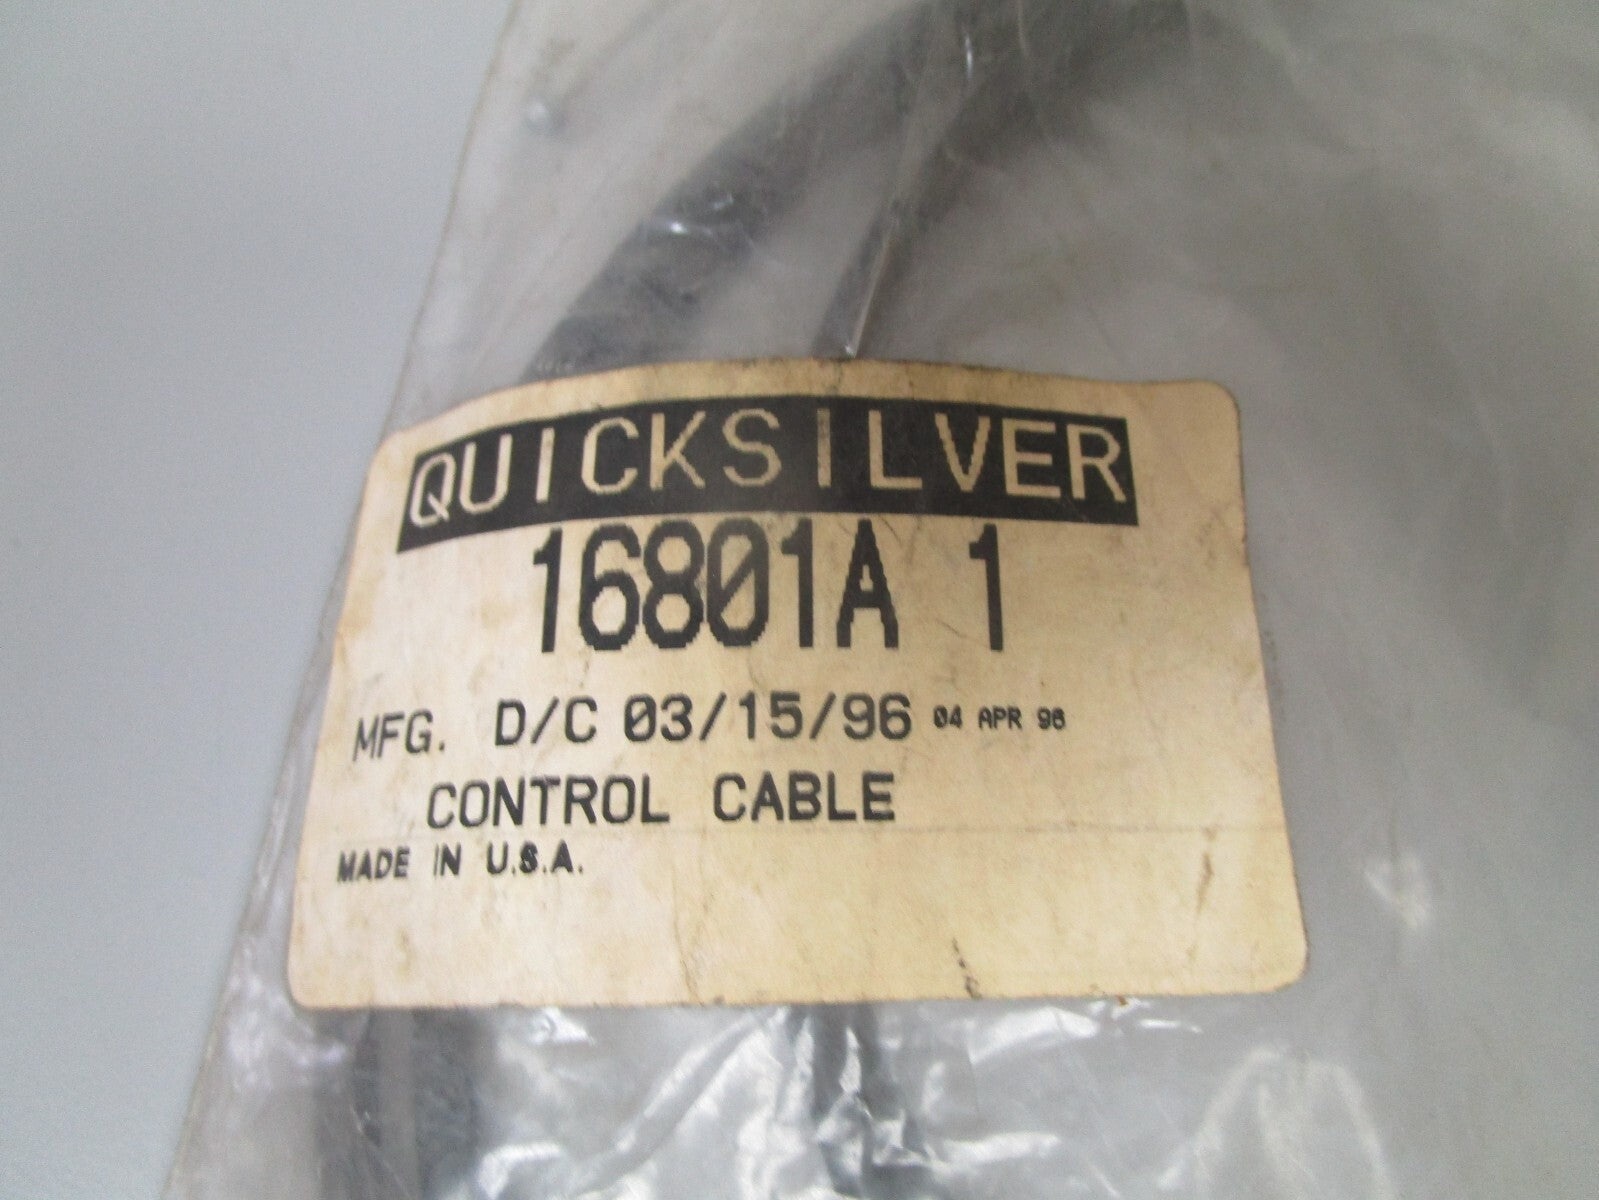 QUICKSILVER
16801A 1
MFG. D/C 03/15/96 04 APR 96
CONTROL CABLE
MADE IN U.S.A.